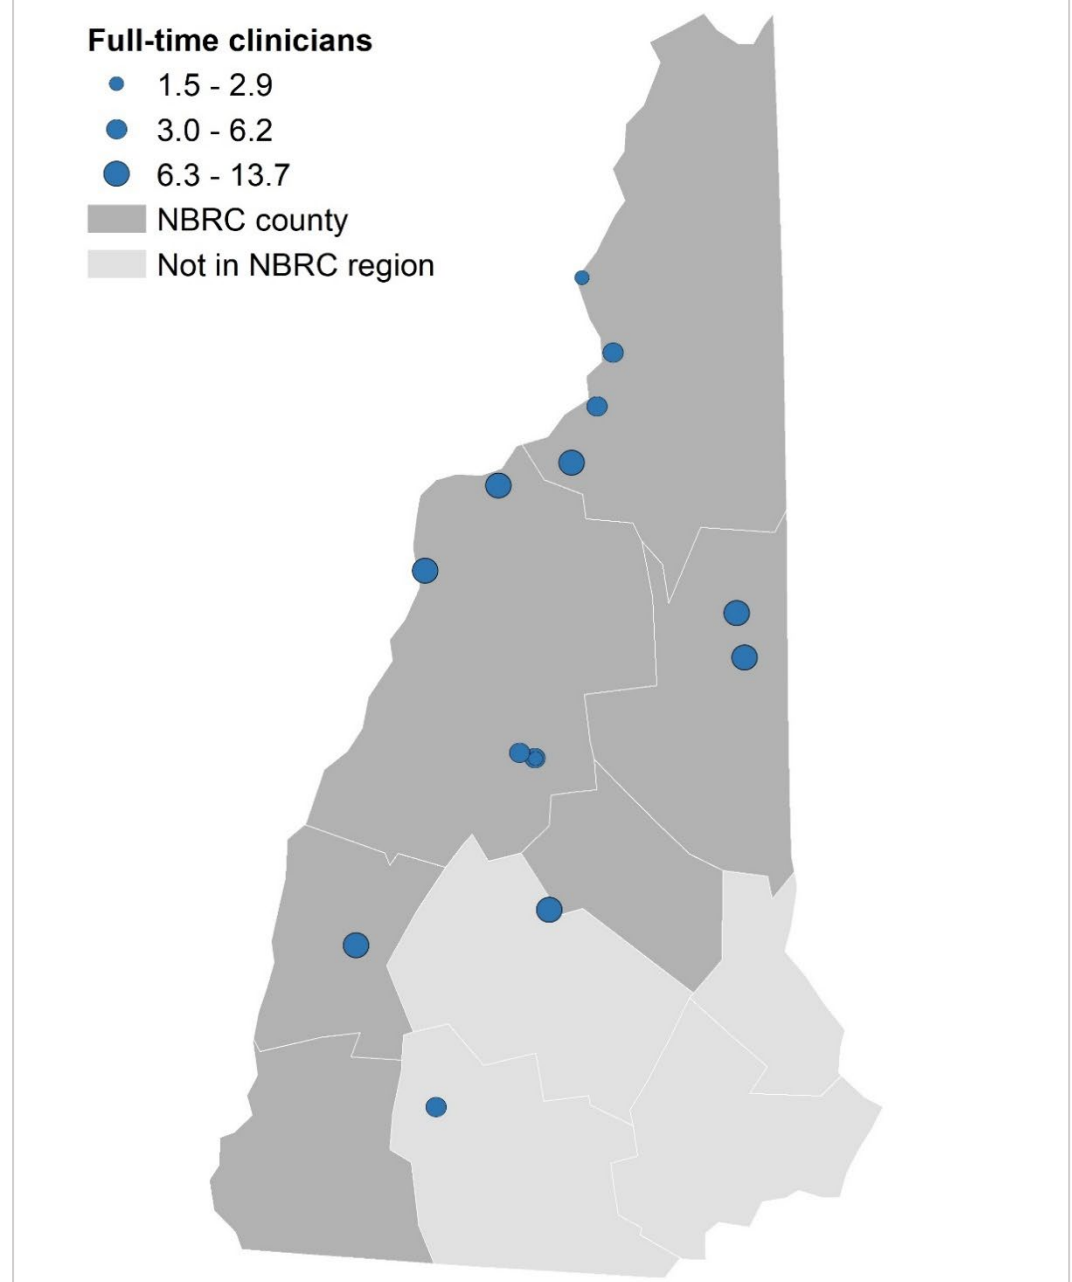 Full-time clinicians
1.5 - 2.9
3.0 - 6.2
6.3 - 13.7
NBRC county
Not in NBRC region